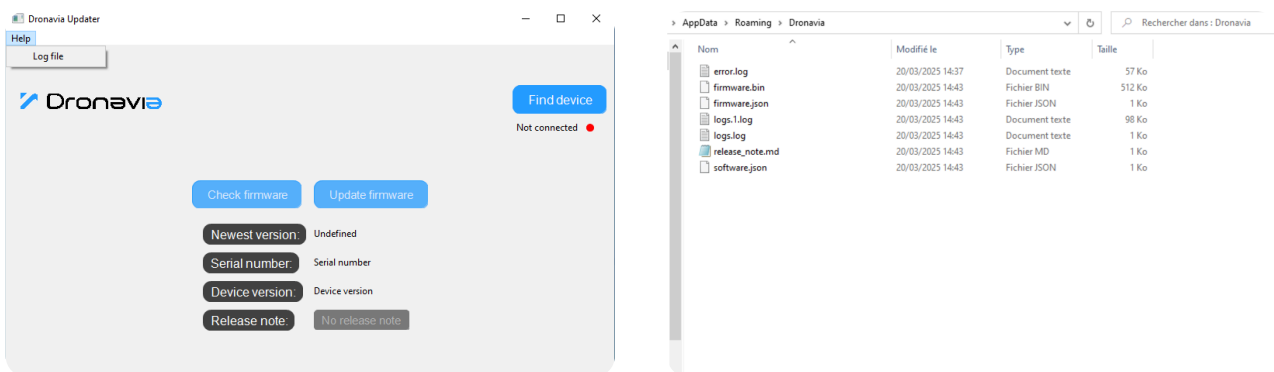 Dronavia Updater
Help
Log file
Dronavia
Find device
Not connected
Check firmware
Update firmware
Newest version: Undefined
Serial number: Serial number
Device version: Device version
Release note: No release note
› AppData › Roaming › Dronavia
Rechercher dans : Dronavia
Nom Modifié le Type Taille
error.log 20/03/2025 14:37 Document texte 57 Ko
firmware.bin 20/03/2025 14:43 Fichier BIN 512 Ko
firmware.json 20/03/2025 14:43 Fichier JSON 1 Ko
logs.1.log 20/03/2025 14:43 Document texte 98 Ko
logs.log 20/03/2025 14:43 Document texte 1 Ko
release_note.md 20/03/2025 14:43 Fichier MD 1 Ko
software.json 20/03/2025 14:43 Fichier JSON 1 Ko